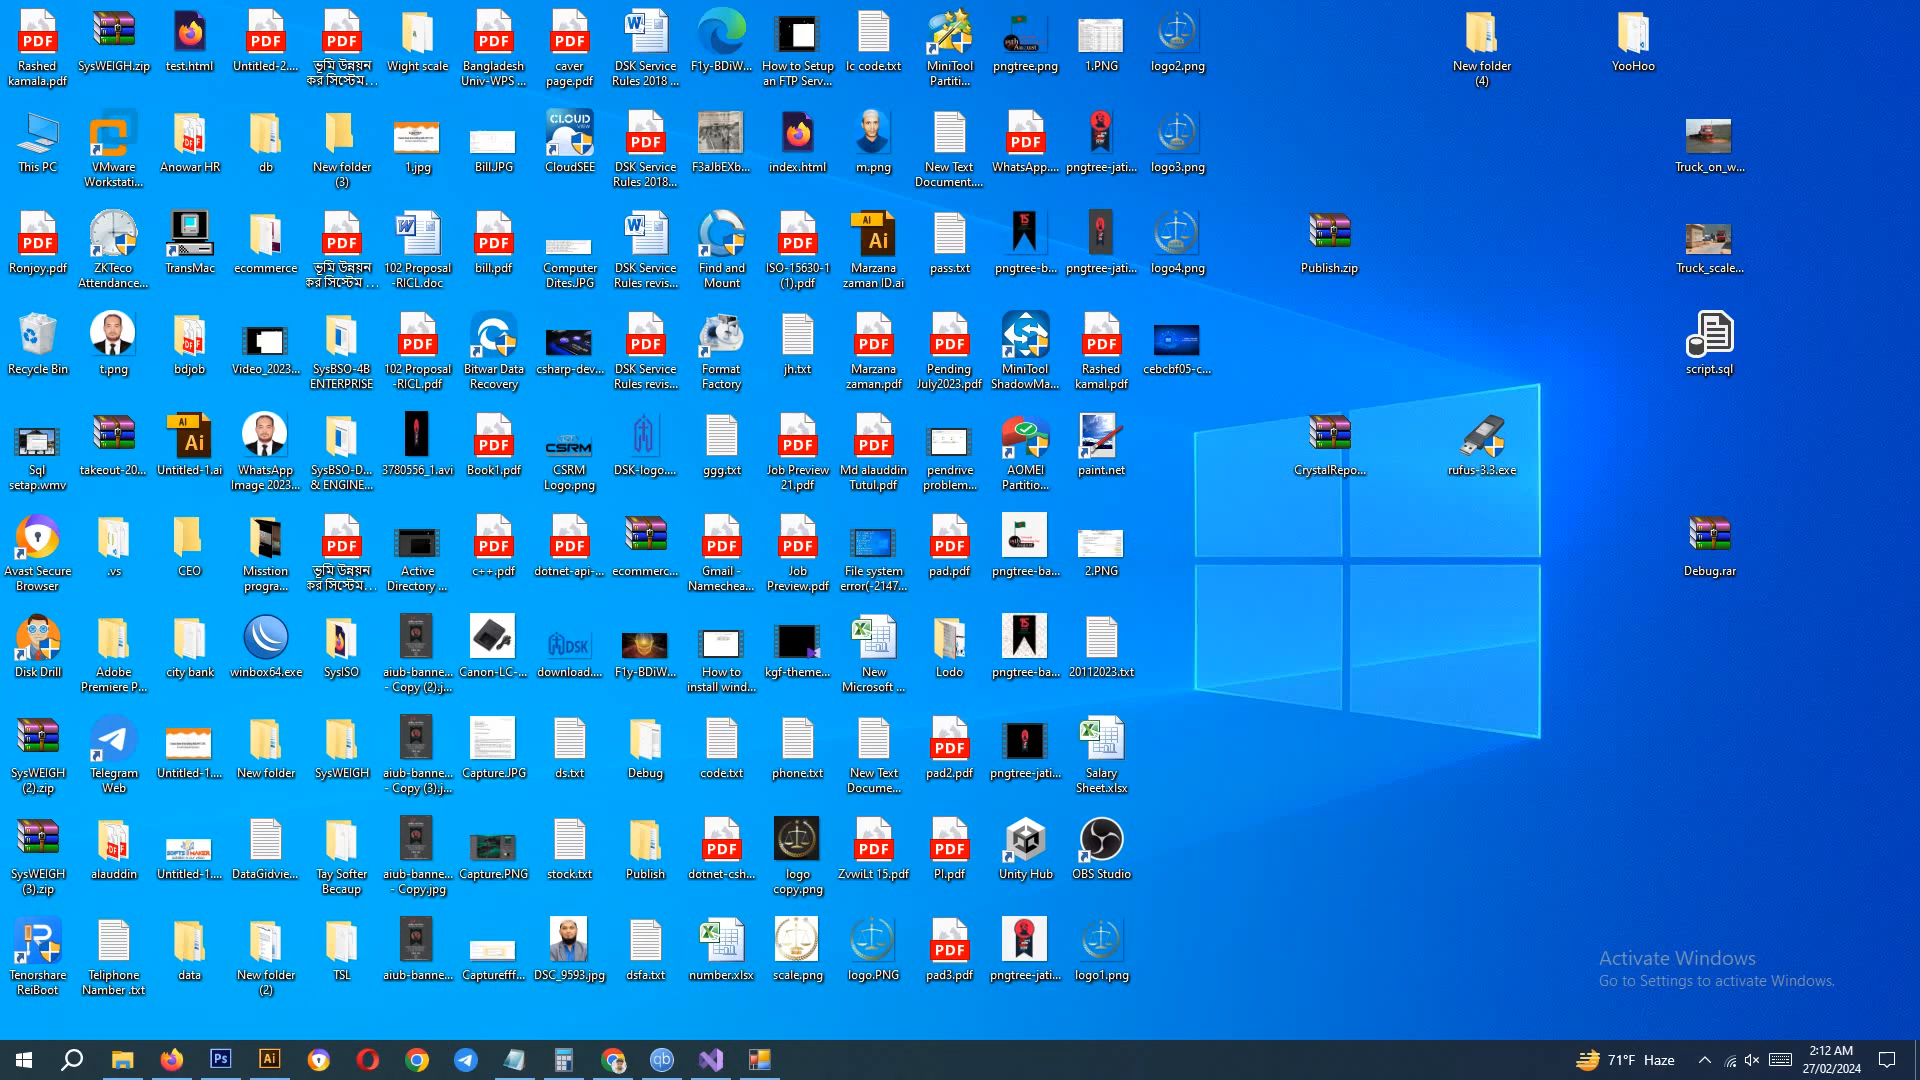 Rashed
kamala.pdf
SysWEIGH.zip
test.html
Untitled-2....
ভূমি উন্নয়ন
কর সিস্টেম...
Wight scale
Bangladesh
Univ-WPS ...
caver
page.pdf
DSK Service
Rules 2018 ...
F1y-BDiW...
How to Setup
an FTP Serv...
lc code.txt
MiniTool
Partiti...
pngtree.png
1.PNG
logo2.png
New folder
(4)
YooHoo
This PC
VMware
Workstati...
Anowar HR
db
New folder
(3)
1.jpg
Bill.JPG
CloudSEE
DSK Service
Rules 2018...
F3aJbEXb...
index.html
m.png
New Text
Document....
WhatsApp....
pngtree-jati...
logo3.png
Truck_on_w...
Ronjoy.pdf
ZKTeco
Attendance...
TransMac
ecommerce
ভূমি উন্নয়ন
কর সিস্টেম ...
102 Proposal
-RICL.doc
bill.pdf
Computer
Dites.JPG
DSK Service
Rules revis...
Find and
Mount
ISO-15630-1
(1).pdf
Marzana
zaman ID.ai
pass.txt
pngtree-b...
pngtree-jati...
logo4.png
Publish.zip
Truck_scale...
Recycle Bin
t.png
bdjob
Video_2023...
SysBSO-4B
ENTERPRISE
102 Proposal
-RICL.pdf
Bitwar Data
Recovery
csharp-dev...
DSK Service
Rules revis...
Format
Factory
jh.txt
Marzana
zaman.pdf
Pending
July2023.pdf
MiniTool
ShadowMa...
Rashed
kamal.pdf
cebcbf05-c...
script.sql
Sql
setup.wmv
takeout-20...
Untitled-1.ai
WhatsApp
Image 2023...
SysBSO-D...
& ENGINE...
3780556_1.avi
Book1.pdf
CSRM
Logo.png
DSK-logo....
ggg.txt
Job Preview
21.pdf
Md alauddin
Tutul.pdf
pendrive
problem...
AOMEI
Partitio...
paint.net
CrystalRepo...
rufus-3.3.exe
Avast Secure
Browser
.vs
CEO
Misstion
progra...
ভূমি উন্নয়ন
কর সিস্টেম...
Active
Directory ...
c++.pdf
dotnet-api-...
ecommerc...
Gmail -
Namechea...
Job
Preview.pdf
File system
error(-2147...
pad.pdf
pngtree-ba...
2.PNG
Debug.rar
Disk Drill
Adobe
Premiere P...
city bank
winbox64.exe
SysISO
aiub-banne...
- Copy (2).j...
Canon-LC-...
download....
F1y-BDiW...
How to
install wind...
kgf-theme...
New
Microsoft ...
Lodo
pngtree-ba...
20112023.txt
SysWEIGH
(2).zip
Telegram
Web
Untitled-1....
New folder
SysWEIGH
aiub-banne...
- Copy (3).j...
Capture.JPG
ds.txt
Debug
code.txt
phone.txt
New Text
Docume...
pad2.pdf
pngtree-jati...
Salary
Sheet.xlsx
SysWEIGH
(3).zip
alauddin
Untitled-1....
DataGidvie...
Tay Softer
Becaup
aiub-banne...
- Copy.jpg
Capture.PNG
stock.txt
Publish
dotnet-csh...
logo
copy.png
ZvwiLt 15.pdf
PI.pdf
Unity Hub
OBS Studio
Tenorshare
ReiBoot
Teliphone
Namber .txt
data
New folder
(2)
TSL
aiub-banne...
Capturefff...
DSC_9593.jpg
dsfa.txt
number.xlsx
scale.png
logo.PNG
pad3.pdf
pngtree-jati...
logo1.png
Activate Windows
Go to Settings to activate Windows.
71°F Haze
2:12 AM
27/02/2024